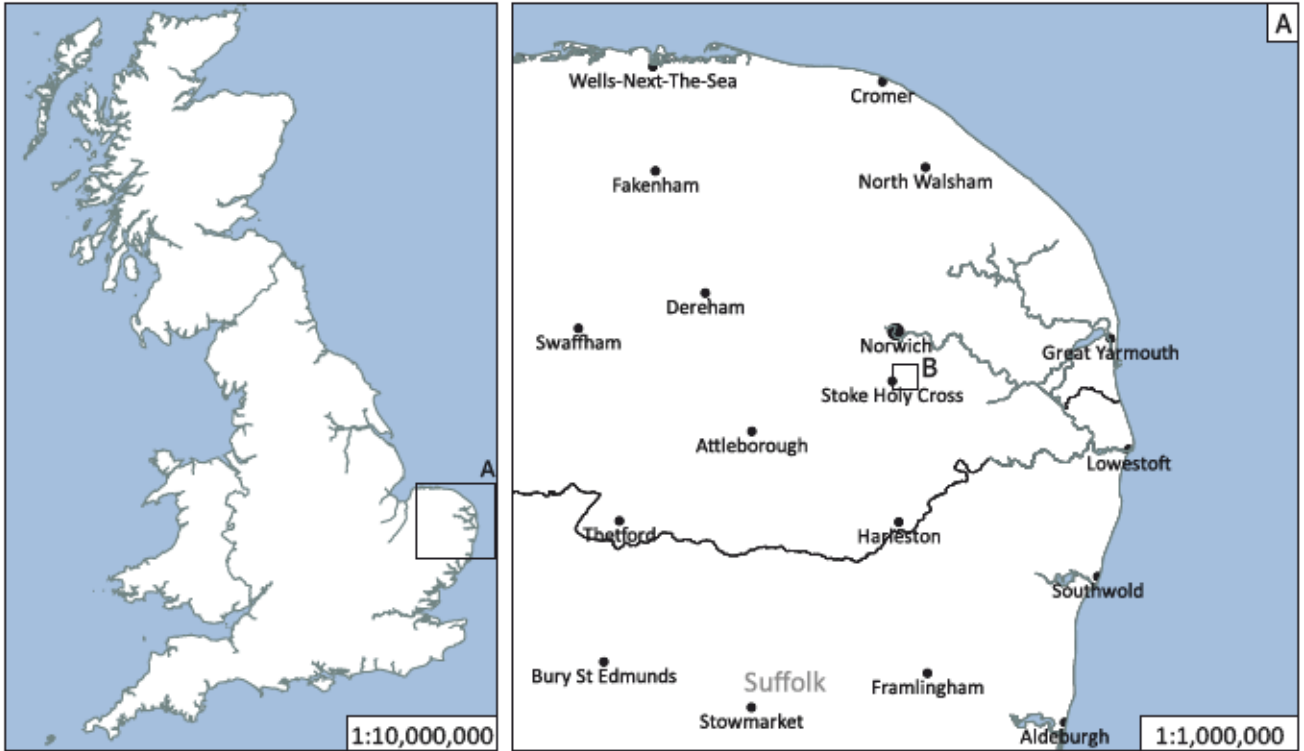 A
1:10,000,000
A
Wells-Next-The-Sea
Cromer
Fakenham
North Walsham
Dereham
Swaffham
Norwich
Great Yarmouth
B
Stoke Holy Cross
Attleborough
Lowestoft
Thetford
Harleston
Southwold
Bury St Edmunds
Suffolk
Framlingham
Stowmarket
Aldeburgh
1:1,000,000